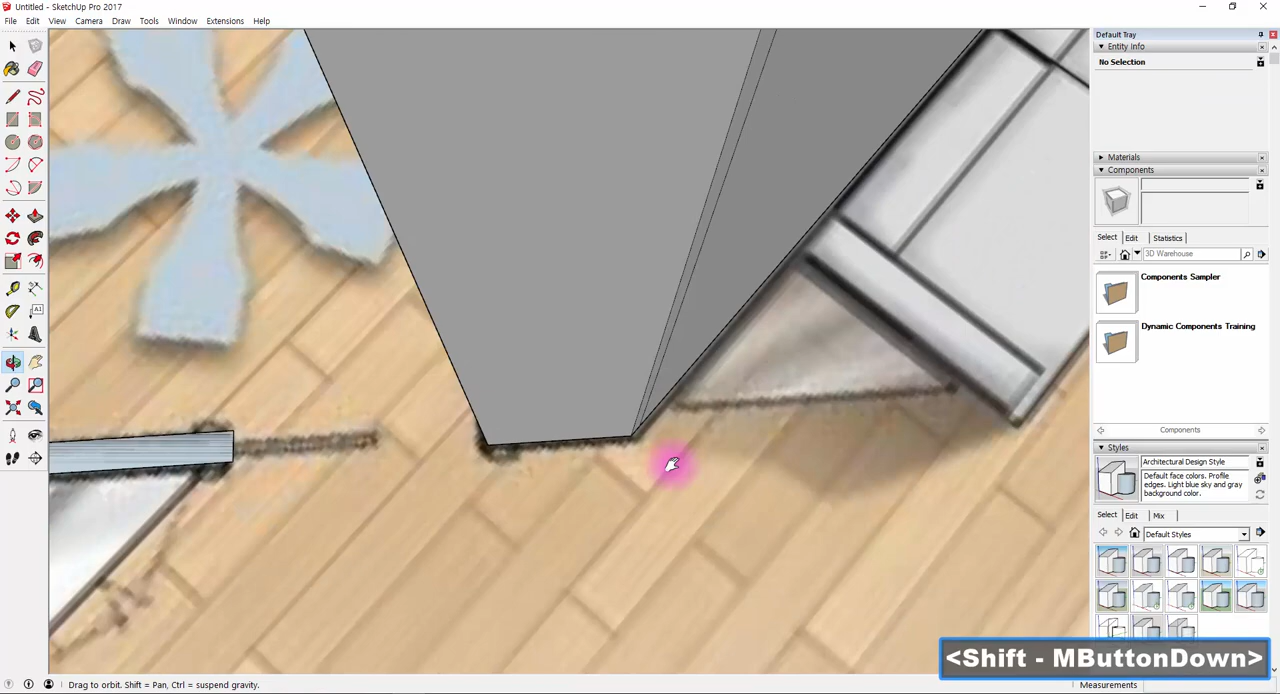 Untitled - SketchUp Pro 2017
File Edit View Camera Draw Tools Window Extensions Help
Default Tray
Entity Info
No Selection
Materials
Components
Select Edit Statistics
3D Warehouse
Components Sampler
Dynamic Components Training
Components
Styles
Architectural Design Style
Default face colors. Profile
edges. Light blue sky and gray
background color.
Select Edit Mix
Default Styles
<Shift - MButtonDown>
Drag to orbit. Shift = Pan, Ctrl = suspend gravity.
Measurements